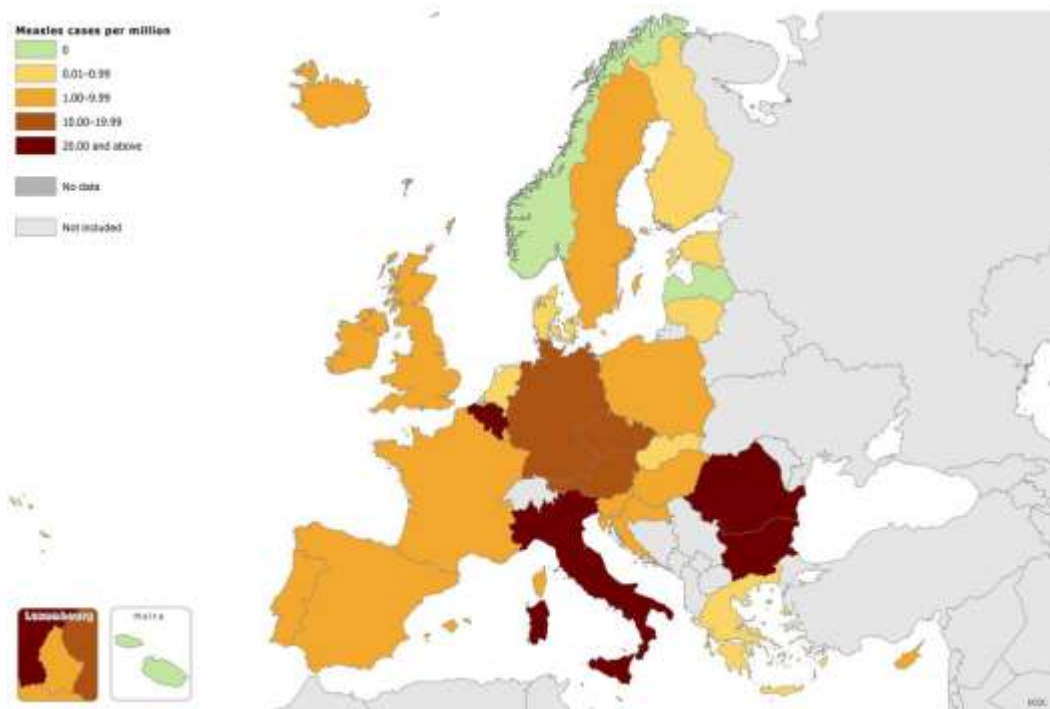 Measles cases per million
0
0.01-0.99
1.00-9.99
10.00-19.99
20.00 and above
No data
Not included
Luxembourg
Malta